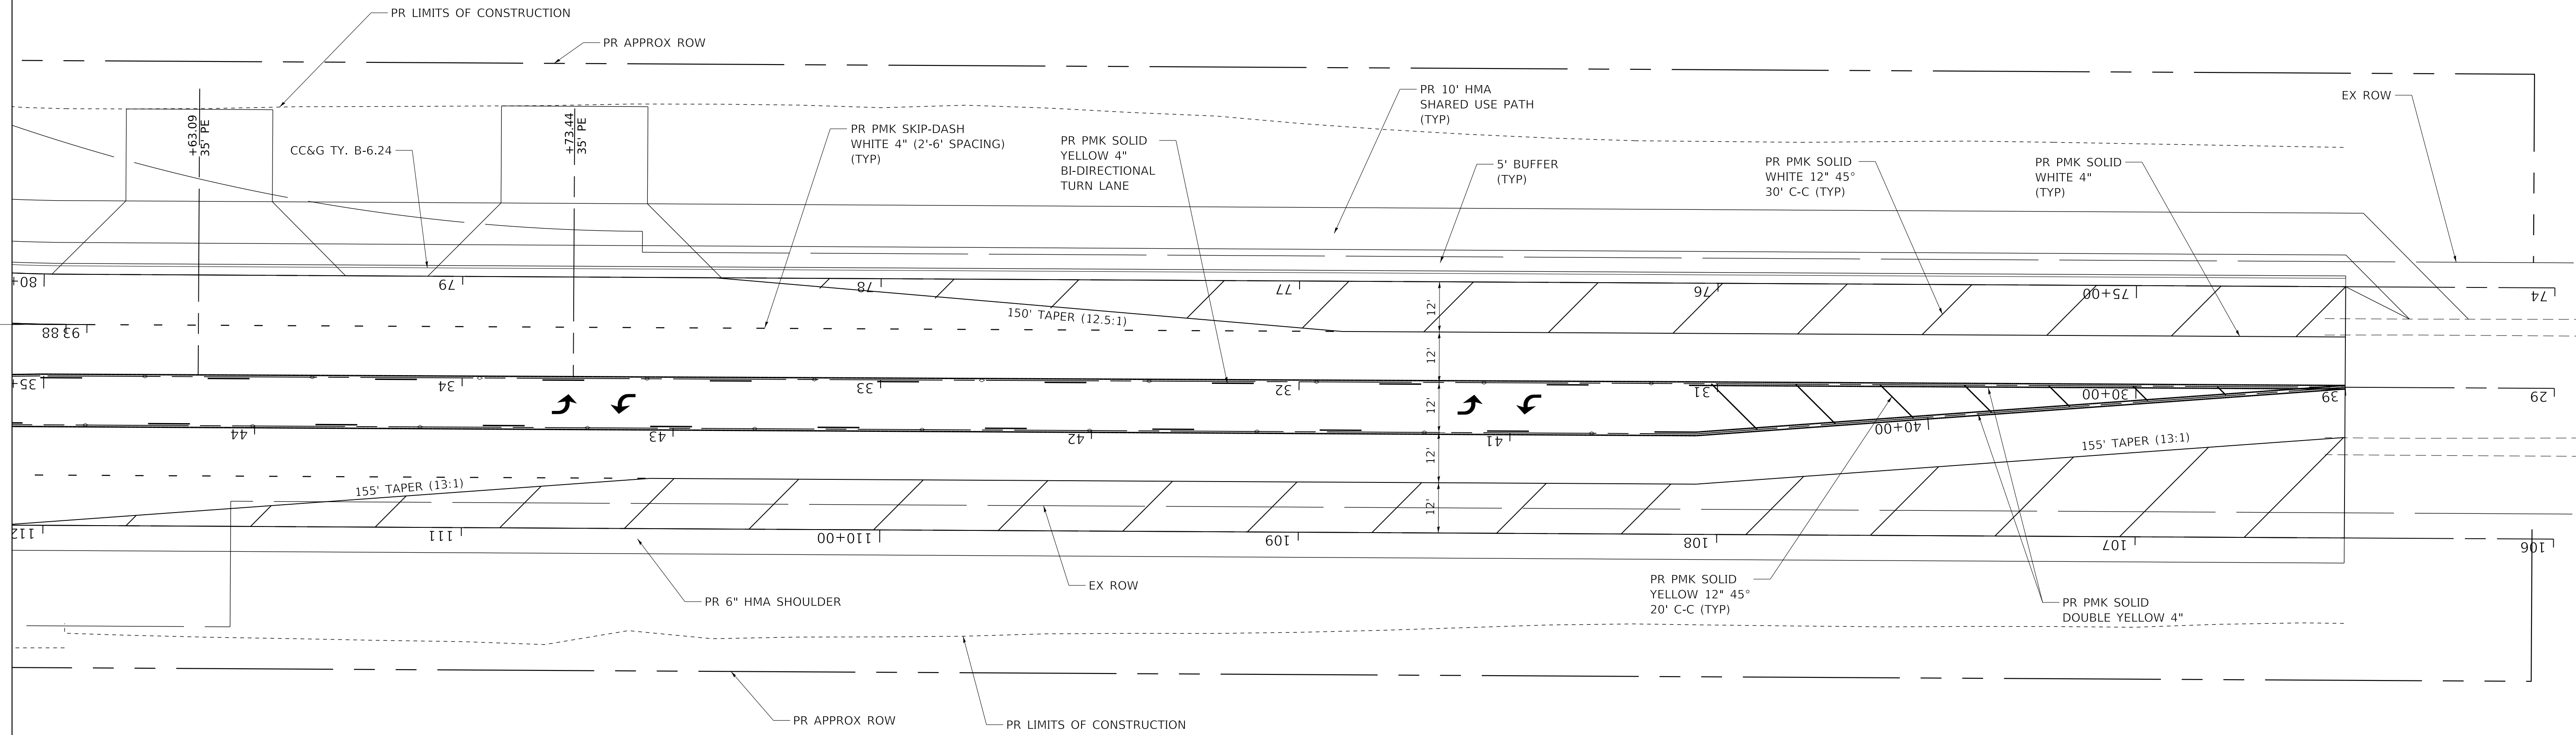 PR LIMITS OF CONSTRUCTION
PR APPROX ROW
PR 10' HMA
SHARED USE PATH
(TYP)
EX ROW
+63.09
35' PE
+73.44
35' PE
CC&G TY. B-6.24
PR PMK SKIP-DASH
WHITE 4" (2'-6' SPACING)
(TYP)
PR PMK SOLID
YELLOW 4"
BI-DIRECTIONAL
TURN LANE
5' BUFFER
(TYP)
PR PMK SOLID
WHITE 12" 45°
30' C-C (TYP)
PR PMK SOLID
WHITE 4"
(TYP)
80+
79
78
77
76
75+00
74
150' TAPER (12.5:1)
12'
93
88
12'
35+
34
33
32
31
30+00
39
29
12'
44
43
42
41
40+00
155' TAPER (13:1)
12'
155' TAPER (13:1)
12'
112
111
110+00
109
108
107
106
EX ROW
PR 6" HMA SHOULDER
PR PMK SOLID
YELLOW 12" 45°
20' C-C (TYP)
PR PMK SOLID
DOUBLE YELLOW 4"
PR APPROX ROW
PR LIMITS OF CONSTRUCTION